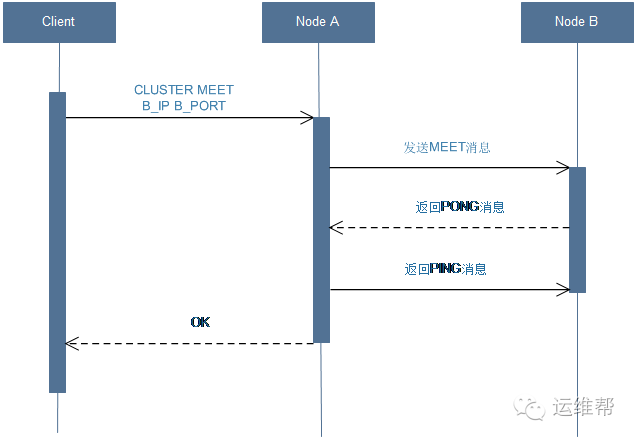 Client
Node A
Node B
CLUSTER MEET
B_IP B_PORT
发送MEET消息
返回PONG消息
返回PING消息
OK
运维帮